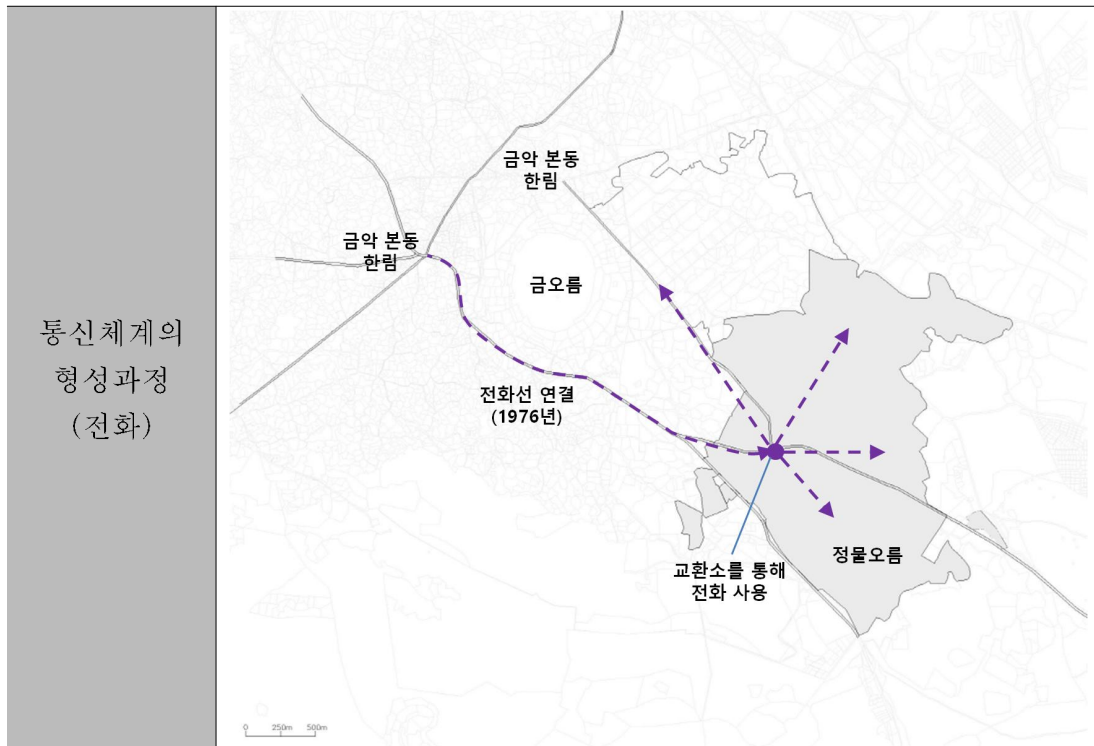 통신체계의
형성과정
(전화)
금악 본동
한림
금악 본동
한림
금오름
전화선 연결
(1976년)
교환소를 통해
전화 사용
정물오름
0 250m 500m